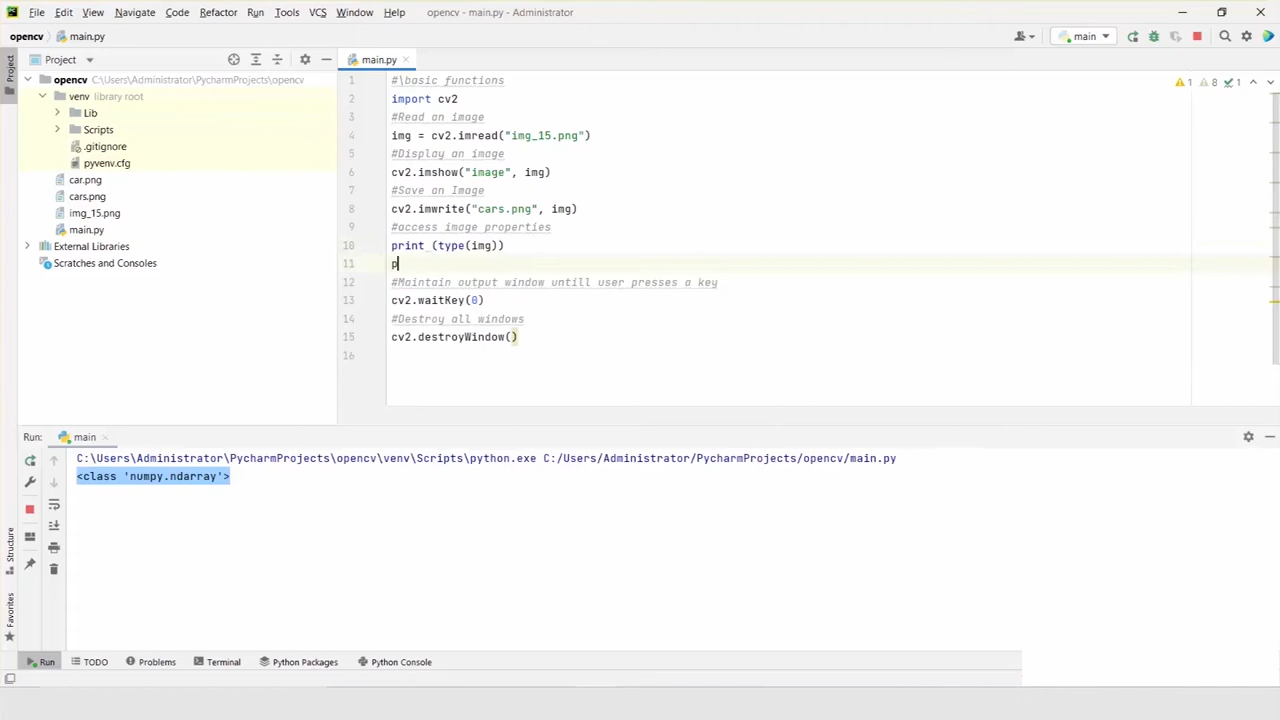 File Edit View Navigate Code Refactor Run Tools VCS Window Help opencv - main.py - Administrator
opencv main.py main
Project main.py
opencv C:\Users\Administrator\PycharmProjects\opencv
venv library root
Lib
Scripts
.gitignore
pyvenv.cfg
car.png
cars.png
img_15.png
main.py
External Libraries
Scratches and Consoles
Project
1 #\basic functions
2 import cv2
3 #Read an image
4 img = cv2.imread("img_15.png")
5 #Display an image
6 cv2.imshow("image", img)
7 #Save an Image
8 cv2.imwrite("cars.png", img)
9 #access image properties
10 print (type(img))
11 p
12 #Maintain output window untill user presses a key
13 cv2.waitKey(0)
14 #Destroy all windows
15 cv2.destroyWindow()
16
1 8 1
Run: main
C:\Users\Administrator\PycharmProjects\opencv\venv\Scripts\python.exe C:/Users/Administrator/PycharmProjects/opencv/main.py
<class 'numpy.ndarray'>
Structure
Favorites
Run TODO Problems Terminal Python Packages Python Console